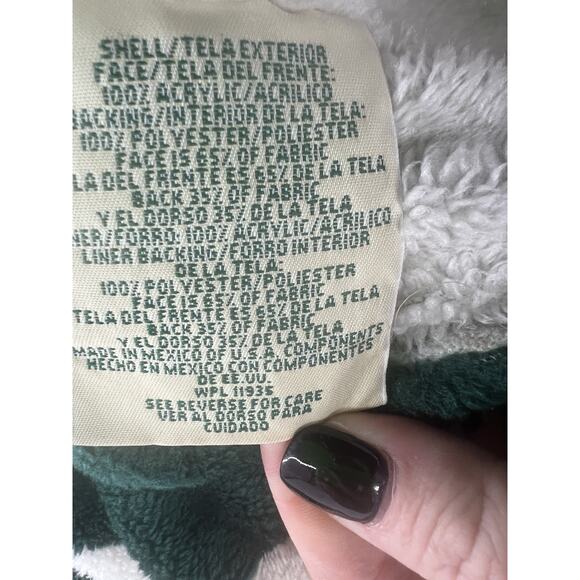 SHELL/TELA EXTERIOR
FACE/TELA DEL FRENTE:
100% ACRYLIC/ACRILICO
BACKING/INTERIOR DE LA TELA:
100% POLYESTER/POLIESTER
FACE IS 65% OF FABRIC
LA DEL FRENTE ES 65% DE LA TELA
BACK 35% OF FABRIC
Y EL DORSO 35% DE LA TELA
NER/FORRO: 100% ACRYLIC/ACRILICO
LINER BACKING/FORRO INTERIOR
DE LA TELA:
100% POLYESTER/POLIESTER
FACE IS 65% OF FABRIC
TELA DEL FRENTE ES 65% DE LA TELA
BACK 35% OF FABRIC
Y EL DORSO 35% DE LA TELA
MADE IN MEXICO OF U.S.A. COMPONENTS
HECHO EN MEXICO CON COMPONENTES
DE EE.UU.
WPL 11935
SEE REVERSE FOR CARE
VER AL DORSO PARA
CUIDADO